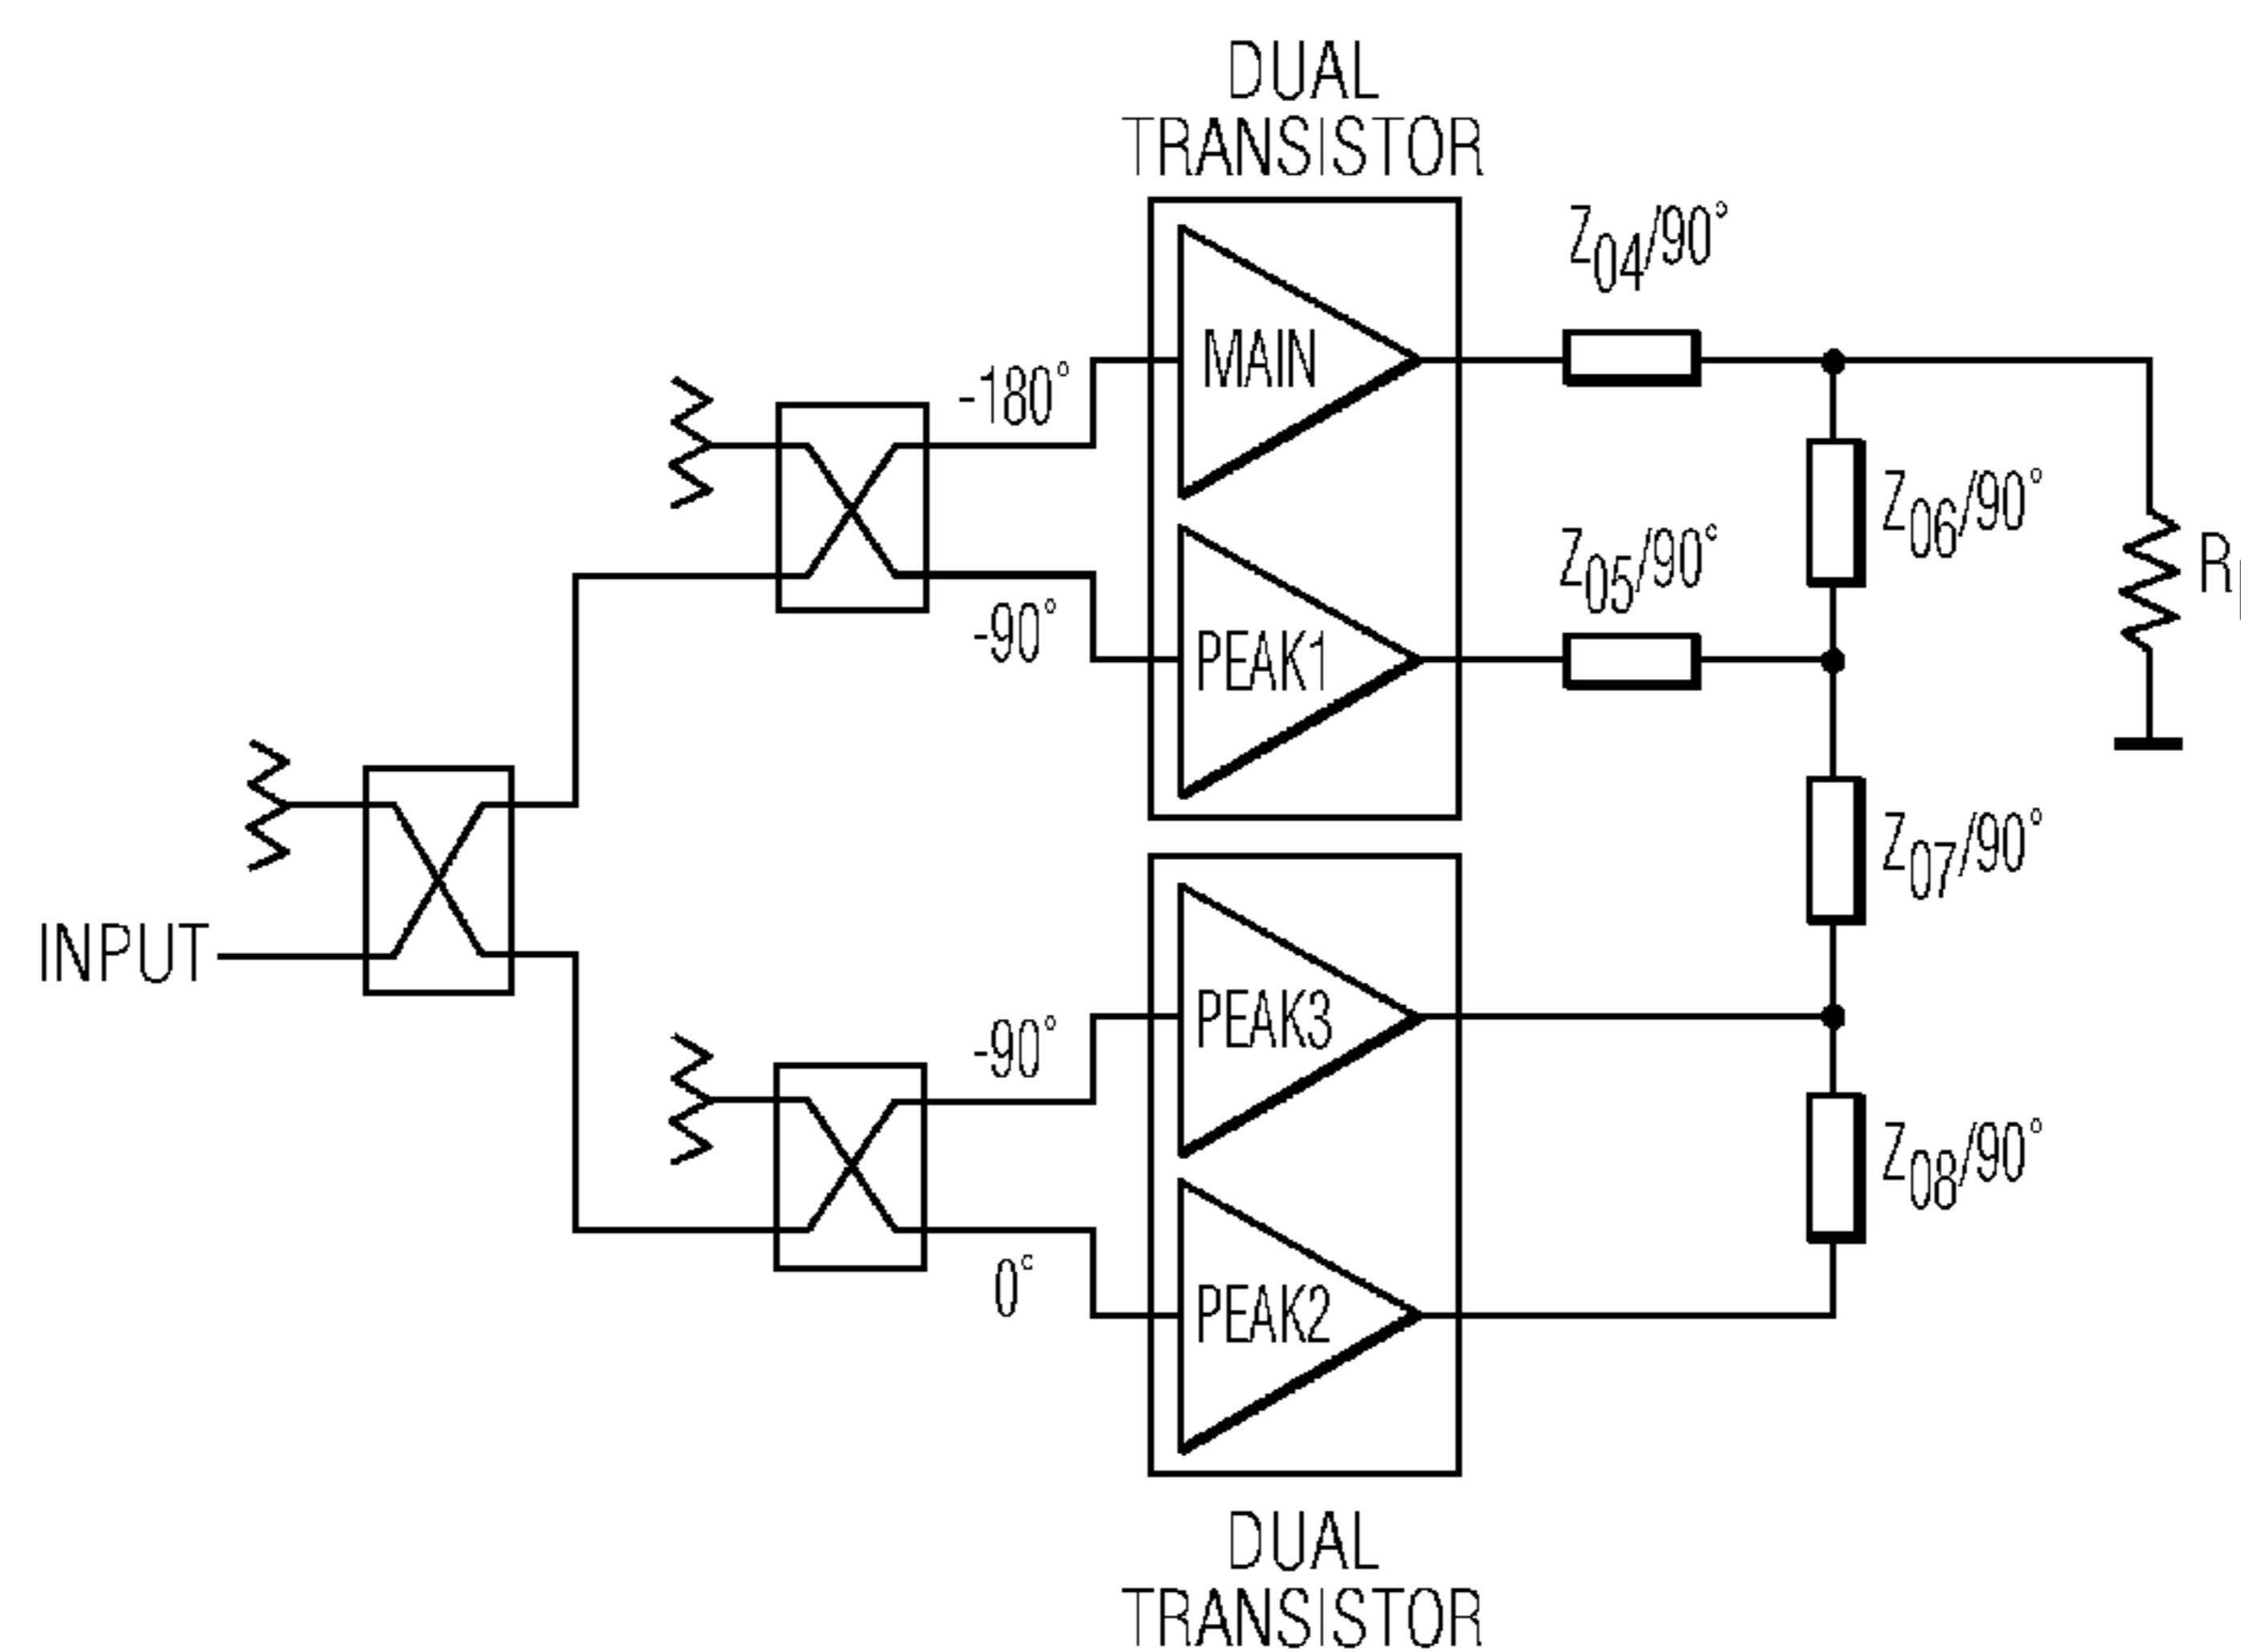 DUAL
TRANSISTOR
Z04/90°
-180°
MAIN
Z06/90°
Z05/90°
-90°
PEAK1
Z07/90°
INPUT
-90°
PEAK3
Z08/90°
0°
PEAK2
DUAL
TRANSISTOR